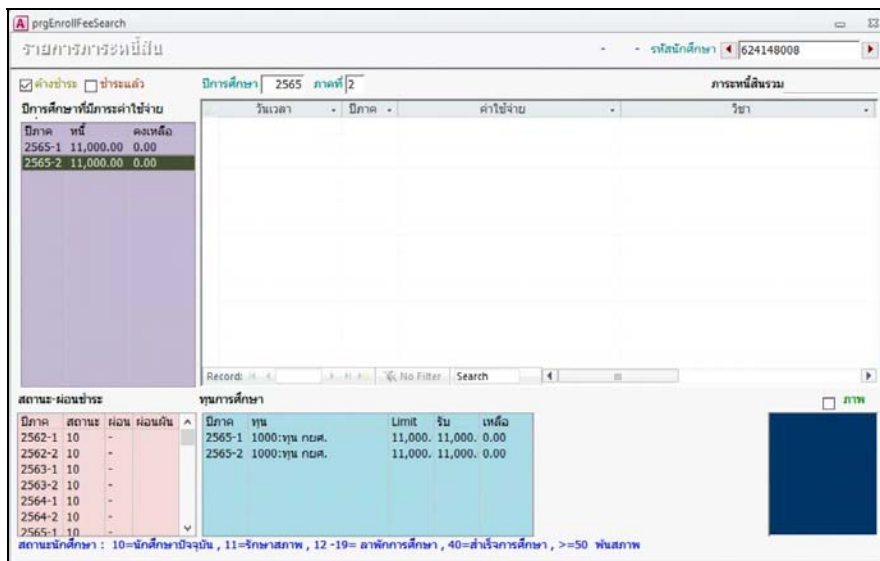 prgEnrollFeeSearch
รายการภาระหนี้สิน
- - รหัสนักศึกษา 624148008
ค้างชำระ ชำระแล้ว ปีการศึกษา 2565 ภาคที่ 2 ภาระหนี้สินรวม
ปีการศึกษาที่มีภาระค่าใช้จ่าย
วันเวลา ปีภาค ค่าใช้จ่าย วิชา
ปีภาค หนี้ คงเหลือ
2565-1 11,000.00 0.00
2565-2 11,000.00 0.00
Record: No Filter Search
สถานะ-ผ่อนชำระ ทุนการศึกษา ภาพ
ปีภาค สถานะ ผ่อน ผ่อนผัน
2562-1 10 -
2562-2 10 -
2563-1 10 -
2563-2 10 -
2564-1 10 -
2564-2 10 -
2565-1 10 -
ปีภาค ทุน Limit รับ เหลือ
2565-1 1000:ทุน กยศ. 11,000. 11,000. 0.00
2565-2 1000:ทุน กยศ. 11,000. 11,000. 0.00
สถานะนักศึกษา : 10=นักศึกษาปัจจุบัน , 11=รักษาสภาพ , 12 -19= ลาพักการศึกษา , 40=สำเร็จการศึกษา , >=50 พ้นสภาพ